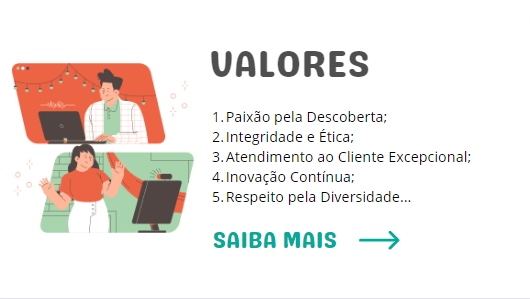 VALORES
1. Paixão pela Descoberta;
2. Integridade e Ética;
3. Atendimento ao Cliente Excepcional;
4. Inovação Contínua;
5. Respeito pela Diversidade...
SAIBA MAIS